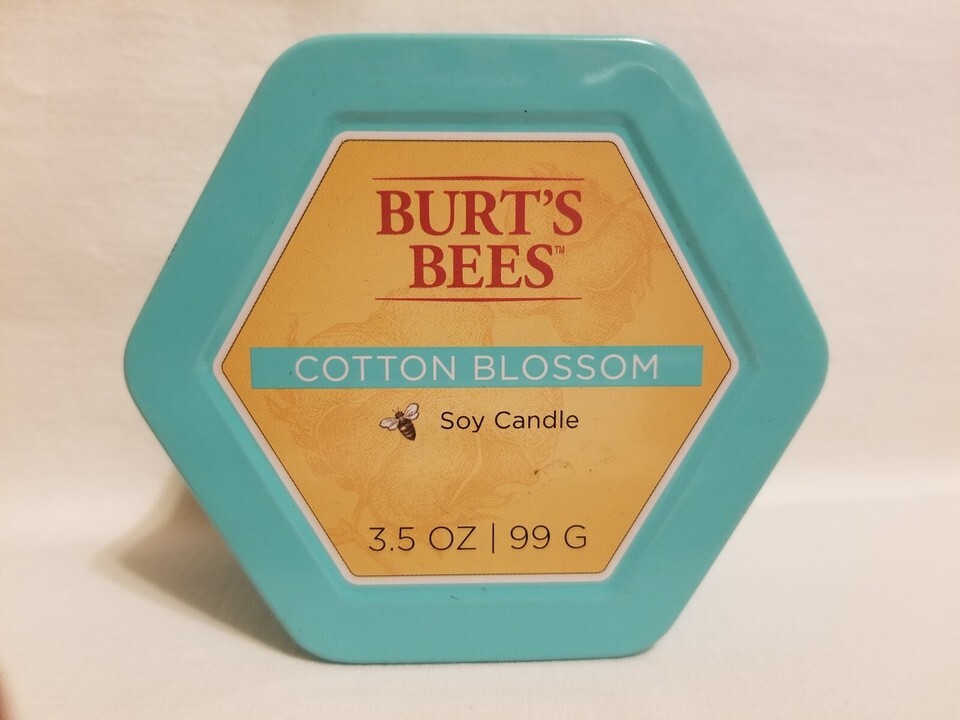 BURT'S
BEES™
COTTON BLOSSOM
Soy Candle
3.5 OZ | 99 G